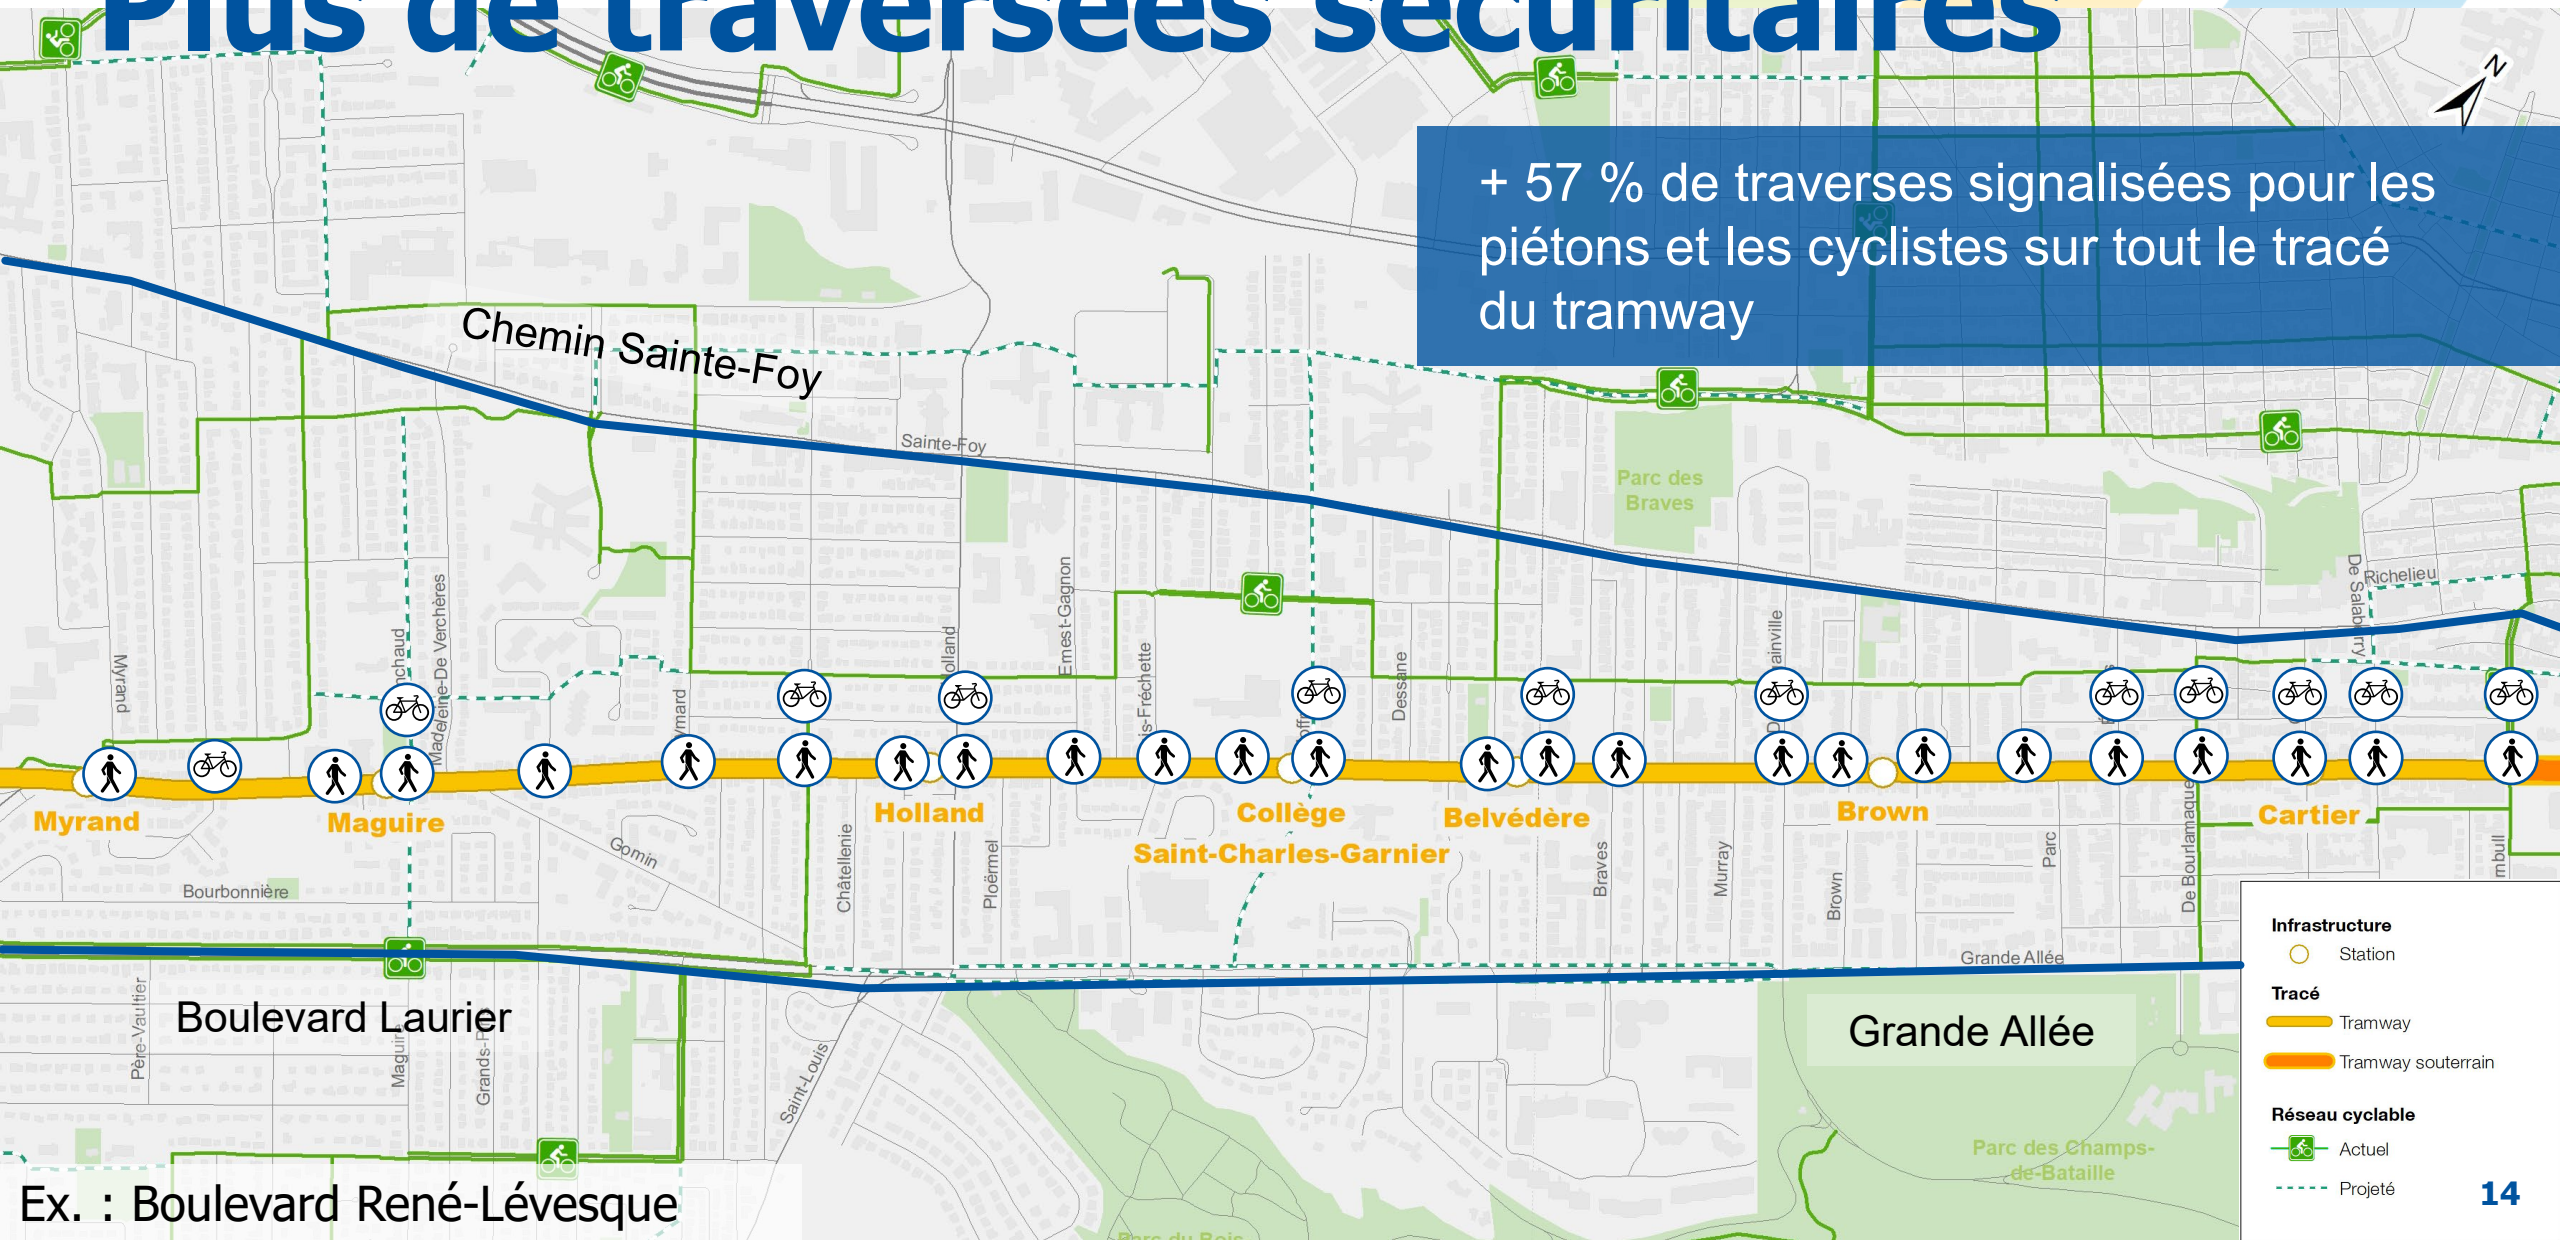 Plus de traversées sécuritaires
N
+ 57 % de traverses signalisées pour les
piétons et les cyclistes sur tout le tracé
du tramway
Chemin Sainte-Foy
Sainte-Foy
Parc des
Braves
De Salaberry
Richelieu
Myrand
Madeleine-De Verchères
Ernest-Gagnon
Dessane
Myrand
Maguire
Holland
Collège
Saint-Charles-Garnier
Belvédère
Brown
Cartier
Gomin
Bourbonnière
Châtellenie
Ploërmel
Braves
Murray
Brown
Parc
De Bourlamaque
Grande Allée
Père-Vaultier
Boulevard Laurier
Maguire
Saint-Louis
Grande Allée
Parc des Champs-
de-Bataille
Ex. : Boulevard René-Lévesque
Infrastructure
Station
Tracé
Tramway
Tramway souterrain
Réseau cyclable
Actuel
Projeté
14